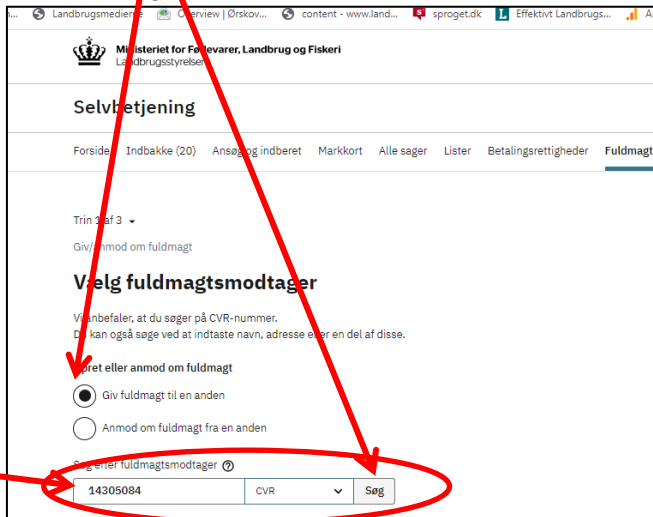 Landbrugsmedierne Overview | Ørskov... content - www.land... sproget.dk L Effektivt Landbrugs...
Ministeriet for Fødevarer, Landbrug og Fiskeri
Landbrugsstyrelsen
Selvbetjening
Forside Indbakke (20) Ansøg og indberet Markkort Alle sager Lister Betalingsrettigheder Fuldmagt
Trin 1 af 3
Giv/anmod om fuldmagt
Vælg fuldmagtsmodtager
Vi anbefaler, at du søger på CVR-nummer.
Du kan også søge ved at indtaste navn, adresse eller en del af disse.
Opret eller anmod om fuldmagt
Giv fuldmagt til en anden
Anmod om fuldmagt fra en anden
Søg efter fuldmagtsmodtager ?
14305084 CVR Søg